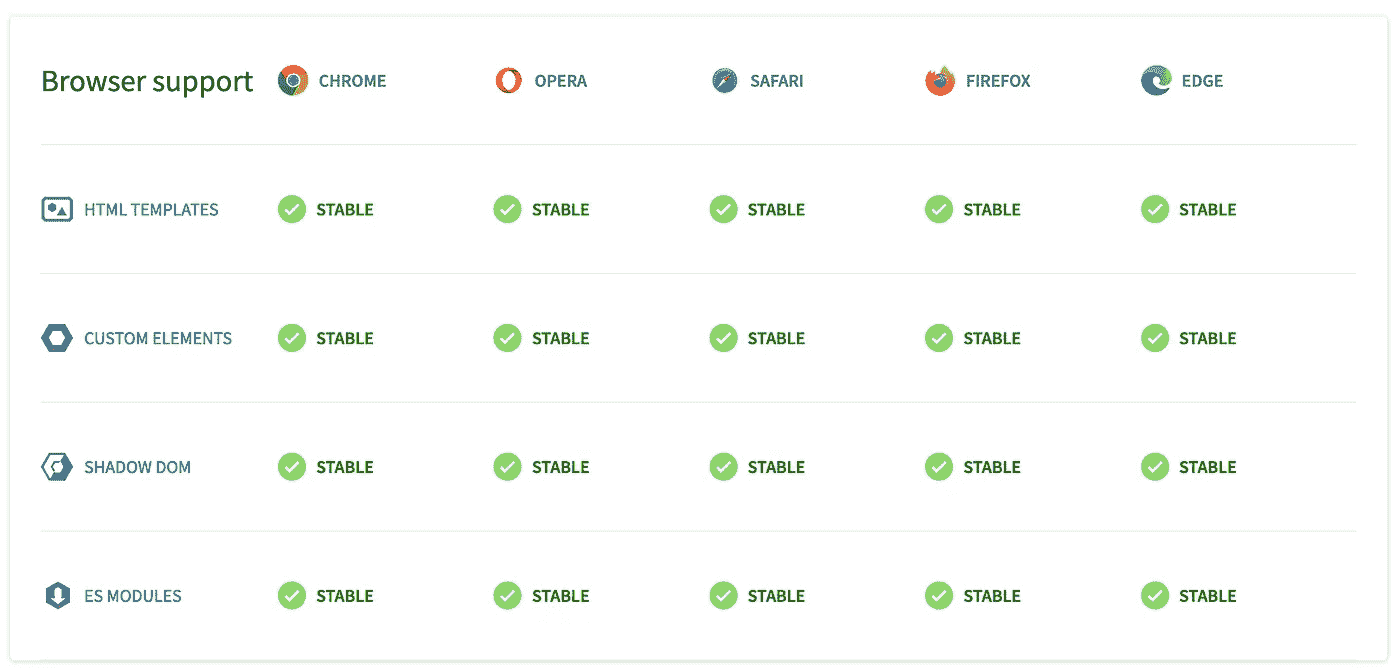 Browser support CHROME OPERA SAFARI FIREFOX EDGE
HTML TEMPLATES STABLE STABLE STABLE STABLE STABLE
CUSTOM ELEMENTS STABLE STABLE STABLE STABLE STABLE
SHADOW DOM STABLE STABLE STABLE STABLE STABLE
ES MODULES STABLE STABLE STABLE STABLE STABLE